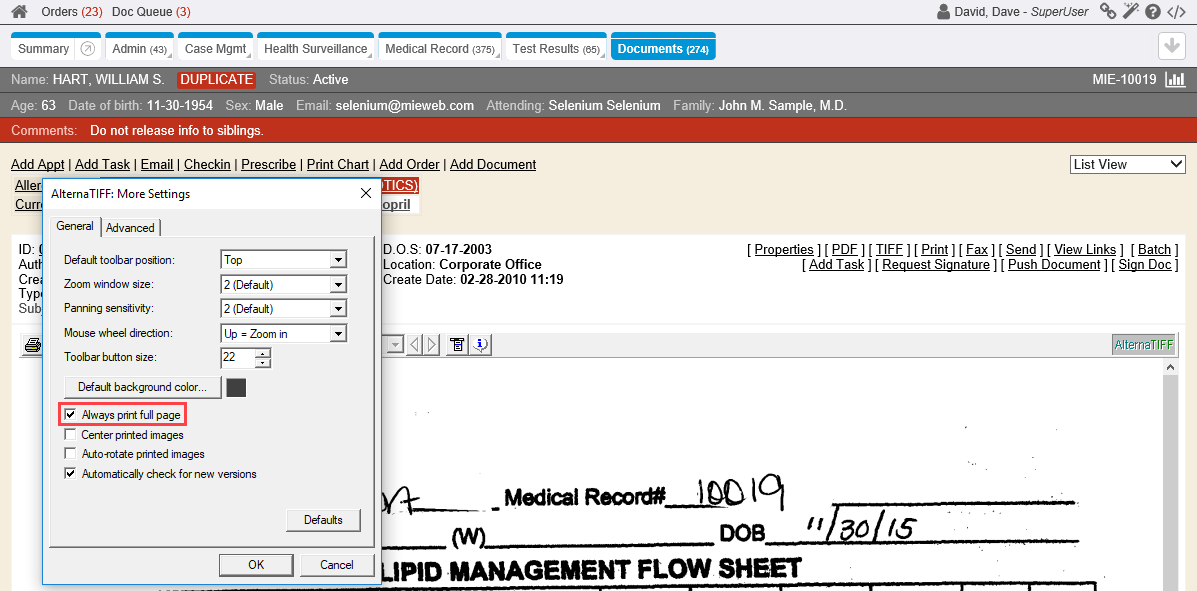 Orders (23) Doc Queue (3) David, Dave - SuperUser
Summary Admin (43) Case Mgmt Health Surveillance Medical Record (375) Test Results (65) Documents (274)
Name: HART, WILLIAM S. DUPLICATE Status: Active MIE-10019
Age: 63 Date of birth: 11-30-1954 Sex: Male Email: selenium@mieweb.com Attending: Selenium Selenium Family: John M. Sample, M.D.
Comments: Do not release info to siblings.
Add Appt | Add Task | Email | Checkin | Prescribe | Print Chart | Add Order | Add Document List View
Aller TICS)
Curr opril
AlternaTIFF: More Settings
General Advanced
Default toolbar position: Top
Zoom window size: 2 (Default)
Panning sensitivity: 2 (Default)
Mouse wheel direction: Up = Zoom in
Toolbar button size: 22
Default background color...
Always print full page
Center printed images
Auto-rotate printed images
Automatically check for new versions
Defaults
OK Cancel
ID: D.O.S: 07-17-2003 [ Properties ] [ PDF ] [ TIFF ] [ Print ] [ Fax ] [ Send ] [ View Links ] [ Batch ]
Auth Location: Corporate Office [ Add Task ] [ Request Signature ] [ Push Document ] [ Sign Doc ]
Crea Create Date: 02-28-2010 11:19
Type
Sub
AlternaTIFF
Medical Record# 10019
(W) DOB 11/30/15
LIPID MANAGEMENT FLOW SHEET